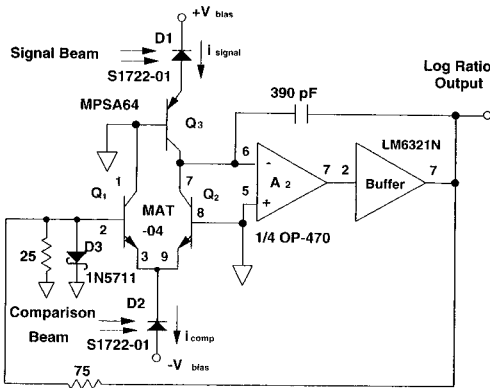 +V bias
D1
Signal Beam
i signal
S1722-01
MPSA64
Q3
390 pF
Log Ratio
Output
LM6321N
6
-
A 2
7
2
Buffer
7
5
+
1/4 OP-470
1
7
Q1
Q2
MAT
-04
2
8
3
9
25
D3
1N5711
Comparison
Beam
D2
S1722-01
i comp
-V bias
75